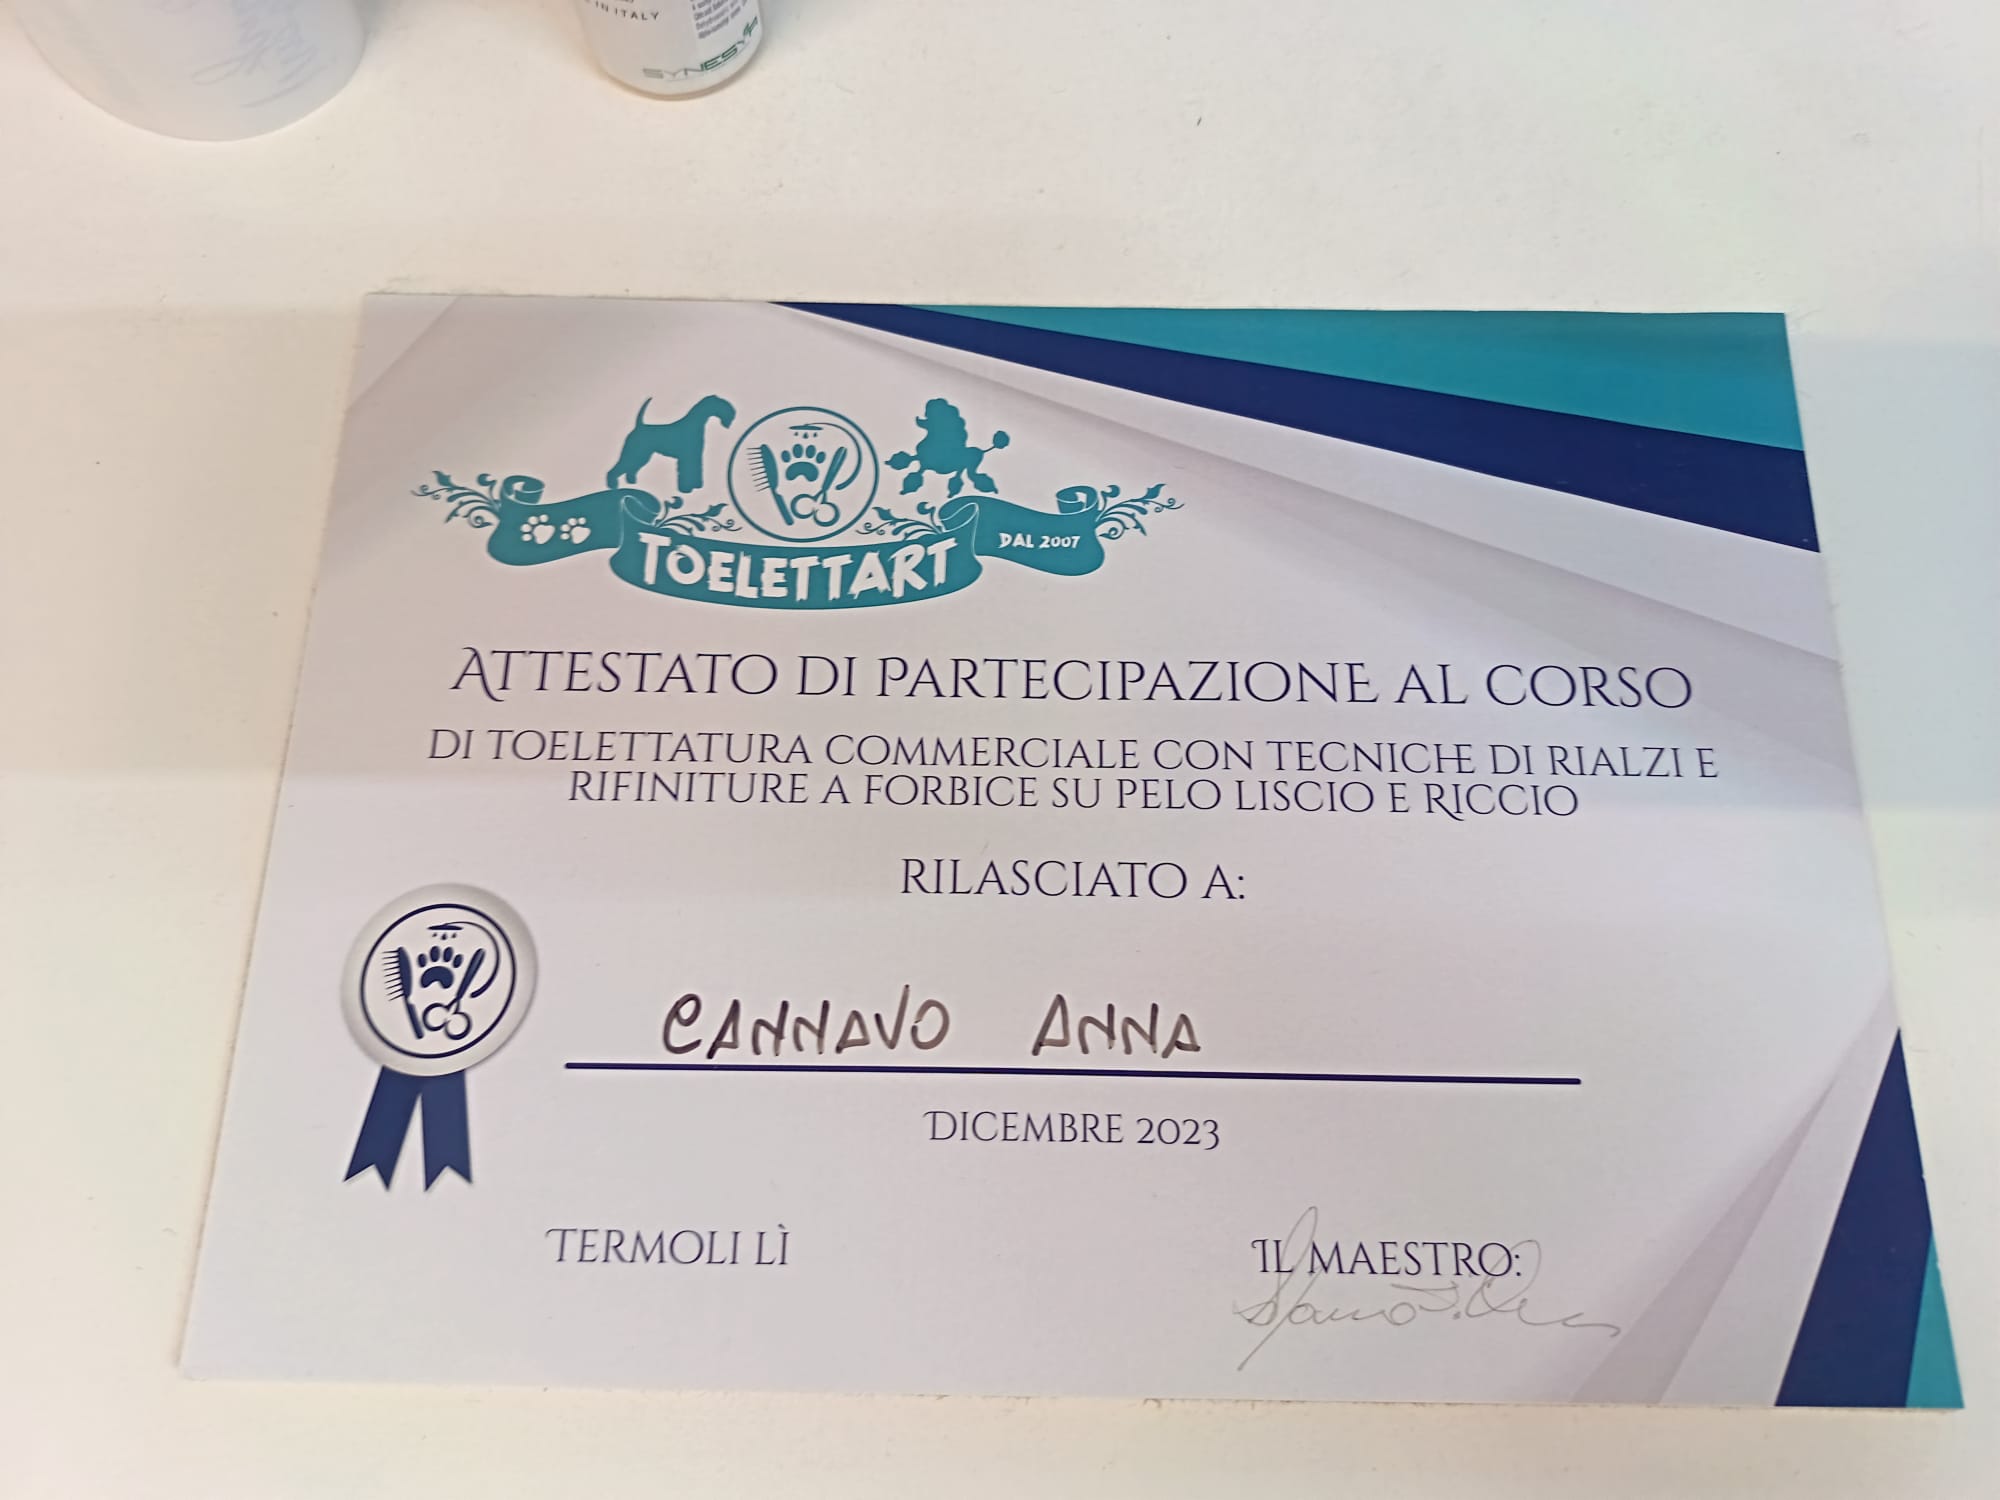 IN ITALY
SYNESY
TOELETTART
DAL 2007
ATTESTATO DI PARTECIPAZIONE AL CORSO
DI TOELETTATURA COMMERCIALE CON TECNICHE DI RIALZI E
RIFINITURE A FORBICE SU PELO LISCIO E RICCIO
RILASCIATO A:
CANNAVO ANNA
DICEMBRE 2023
TERMOLI LÌ
IL MAESTRO: